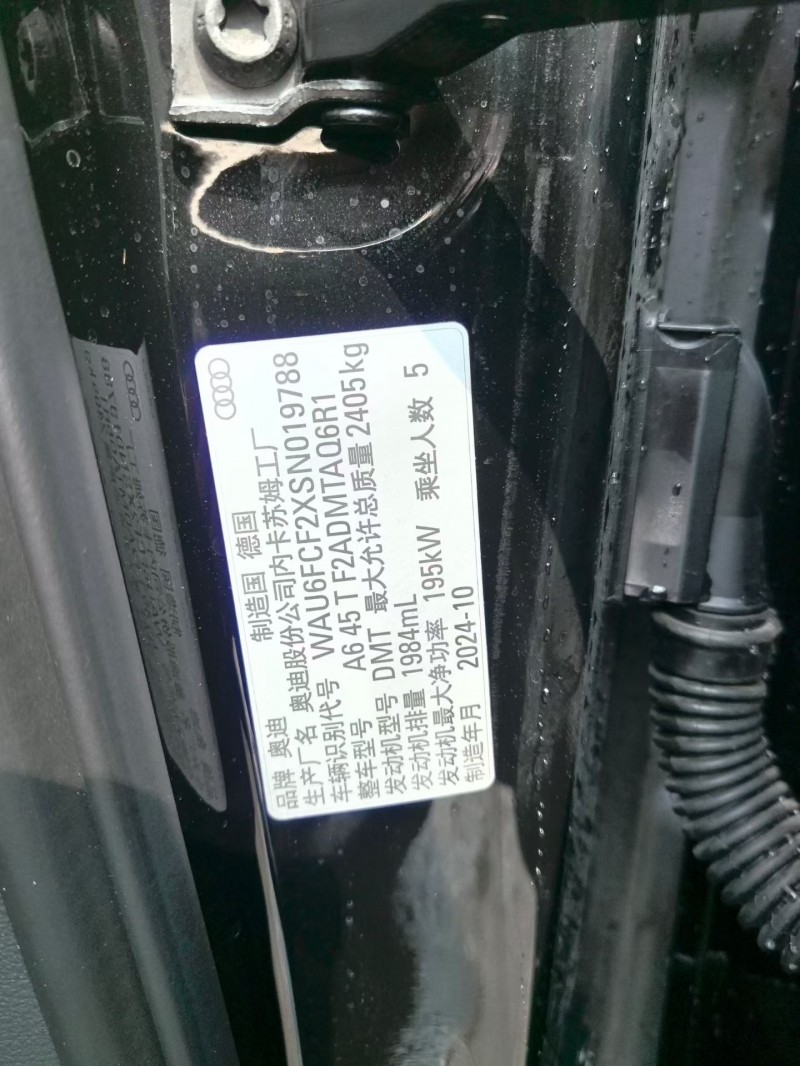 品牌 奥迪 制造国 德国
生产厂名 奥迪股份公司内卡苏姆工厂
车辆识别代号 WAU6FCF2XSN019788
整车型号 A6 45 T F2ADMTAQ6R1
发动机型号 DMT 最大允许总质量 2405kg
发动机排量 1984mL
发动机最大净功率 195kW 乘坐人数 5
制造年月 2024-10